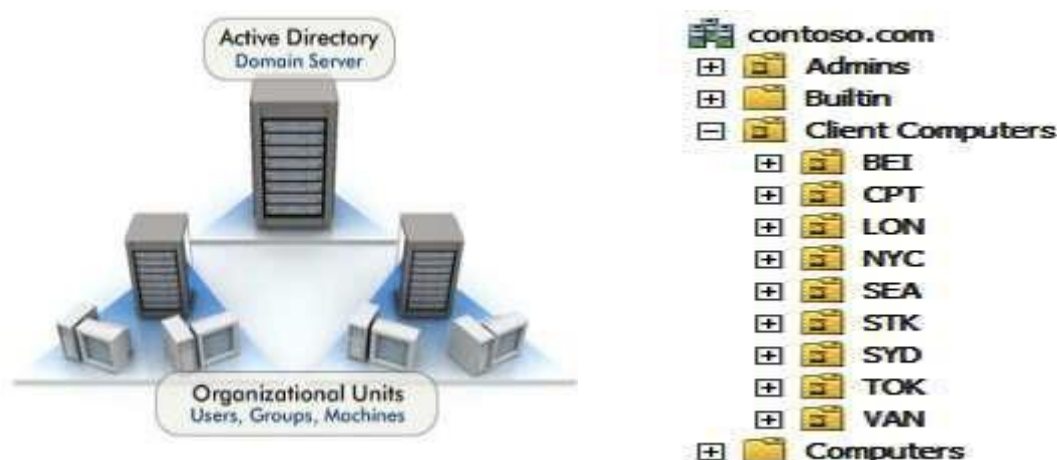 Active Directory
Domain Server
Organizational Units
Users, Groups, Machines
contoso.com
Admins
Builtin
Client Computers
BEI
CPT
LON
NYC
SEA
STK
SYD
TOK
VAN
Computers